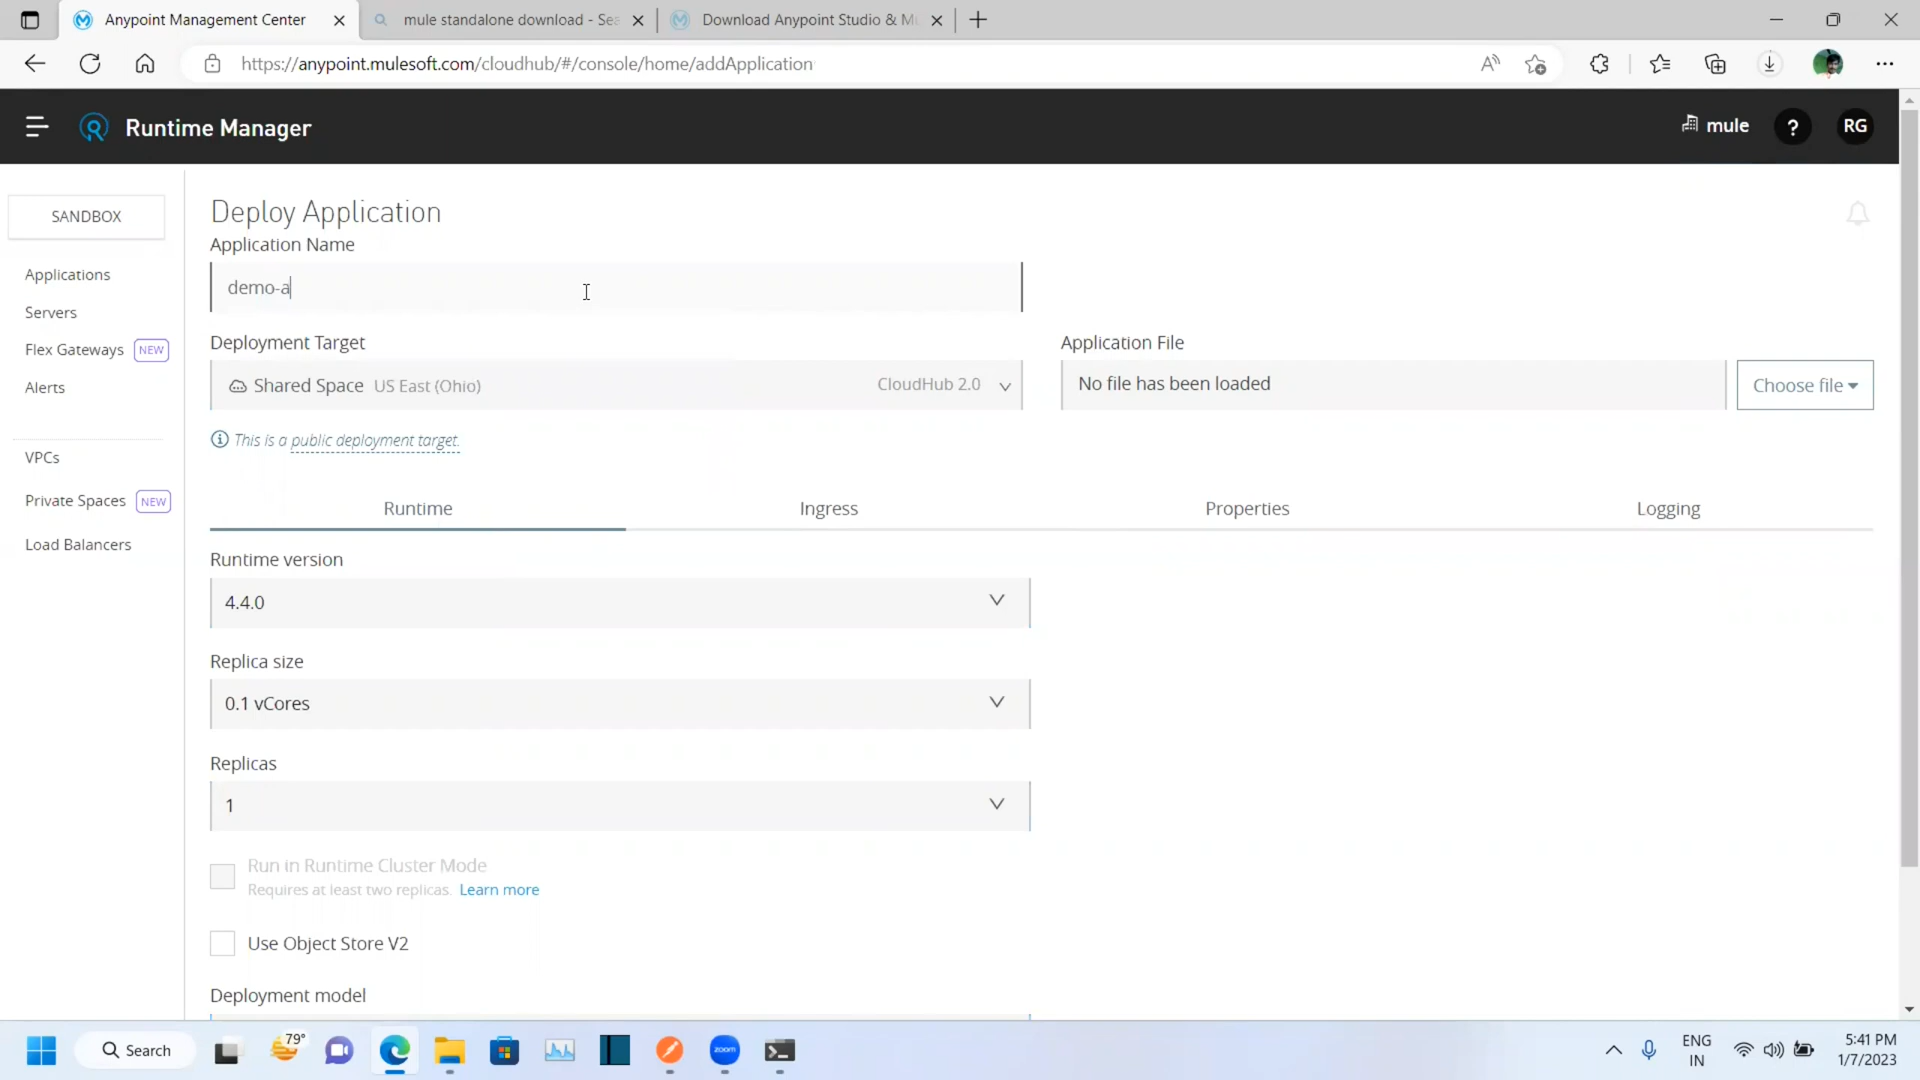 Anypoint Management Center
mule standalone download - Sea
Download Anypoint Studio & Mu
https://anypoint.mulesoft.com/cloudhub/#/console/home/addApplication
Runtime Manager
mule
?
RG
SANDBOX
Applications
Servers
Flex Gateways NEW
Alerts
VPCs
Private Spaces NEW
Load Balancers
Deploy Application
Application Name
demo-a
Deployment Target
Application File
Shared Space US East (Ohio) CloudHub 2.0
No file has been loaded
Choose file
This is a public deployment target.
Runtime Ingress Properties Logging
Runtime version
4.4.0
Replica size
0.1 vCores
Replicas
1
Run in Runtime Cluster Mode
Requires at least two replicas. Learn more
Use Object Store V2
Deployment model
Search
79°
zoom
ENG
IN
5:41 PM
1/7/2023